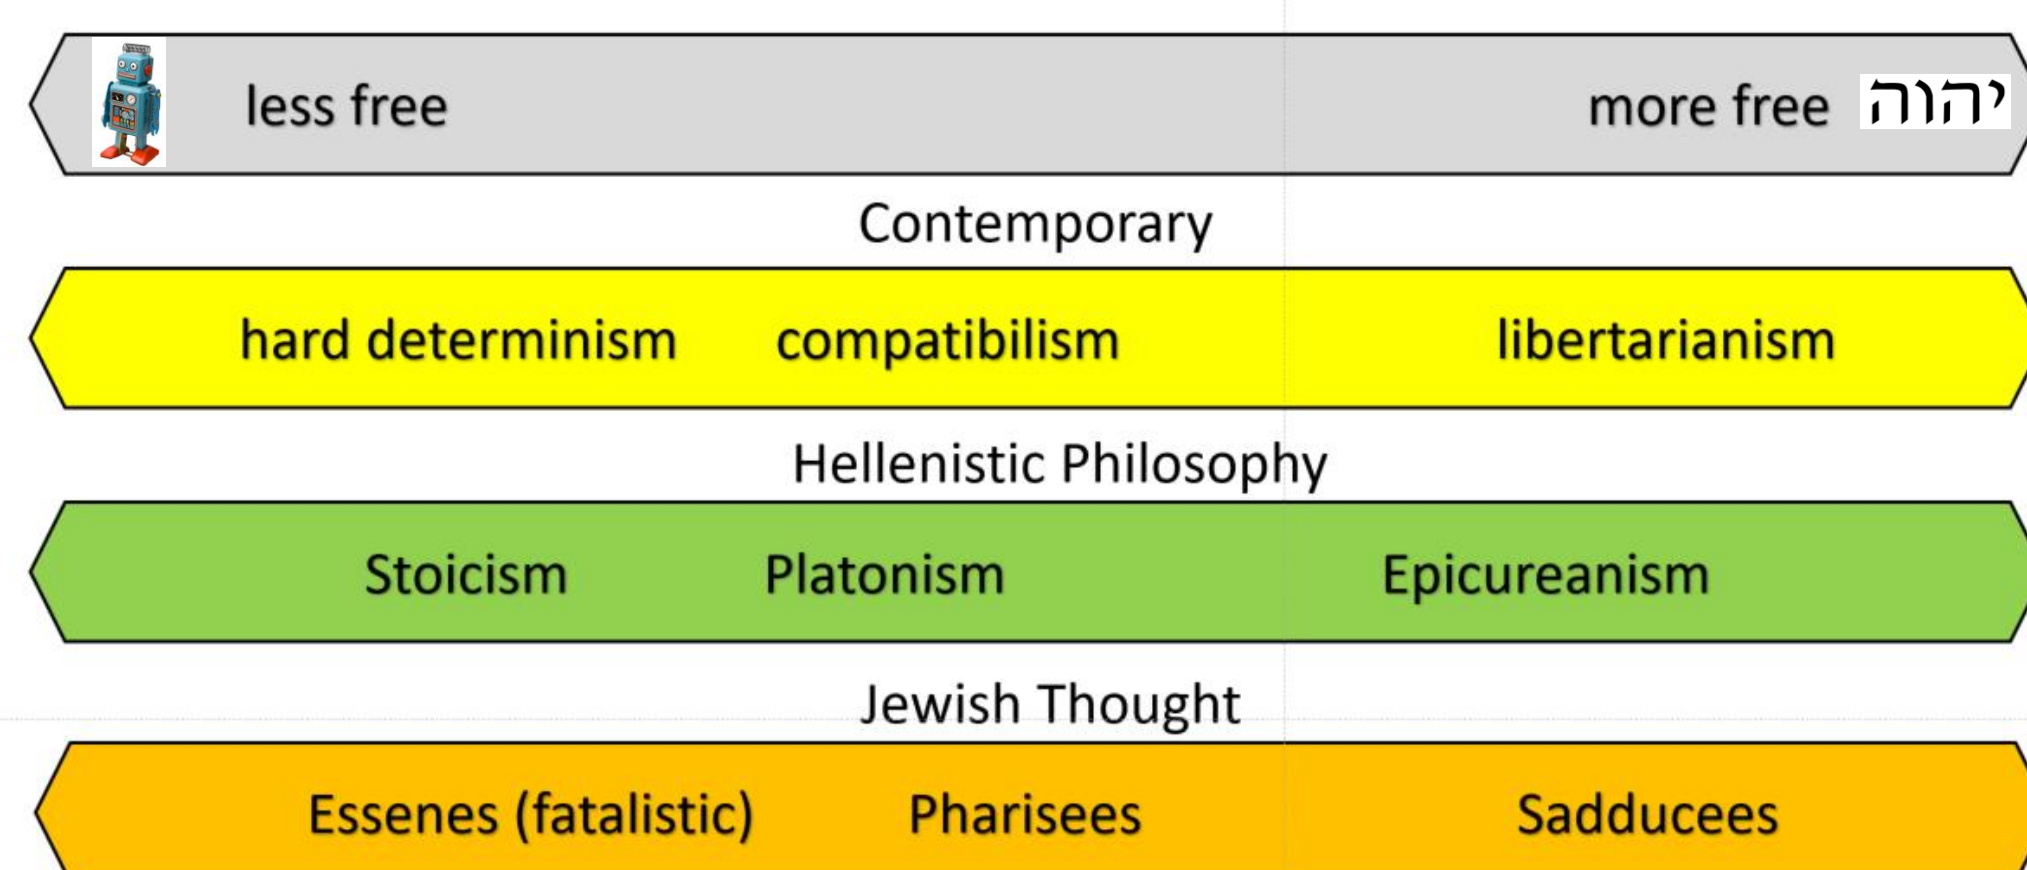 less free more free יהוה
Contemporary
hard determinism compatibilism libertarianism
Hellenistic Philosophy
Stoicism Platonism Epicureanism
Jewish Thought
Essenes (fatalistic) Pharisees Sadducees